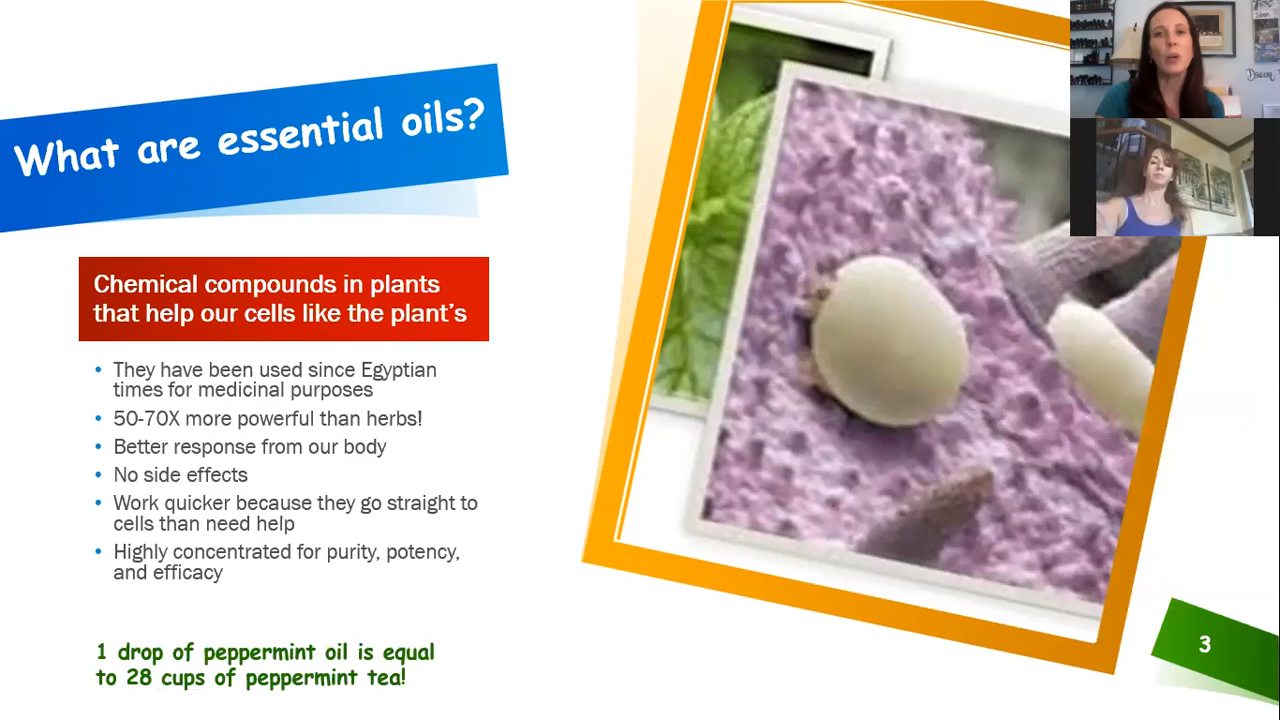 What are essential oils?
Chemical compounds in plants
that help our cells like the plant's
• They have been used since Egyptian
times for medicinal purposes
• 50-70X more powerful than herbs!
• Better response from our body
• No side effects
• Work quicker because they go straight to
cells than need help
• Highly concentrated for purity, potency,
and efficacy
1 drop of peppermint oil is equal
to 28 cups of peppermint tea!
3